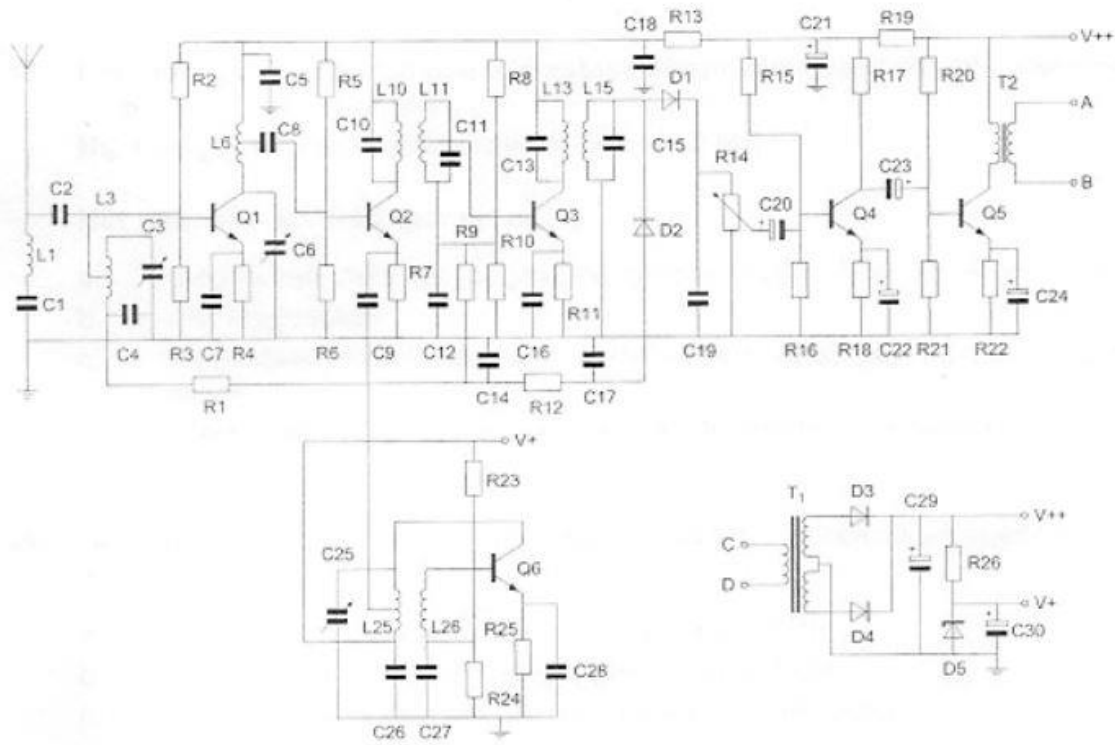 C18
R13
C21
R19
V++
R2
C5
R5
L10
L11
R8
L13
L15
D1
R15
R17
R20
T2
C8
C10
C11
C13
C15
A
L6
R14
C23
B
C2
L3
Q1
Q2
Q3
C20
Q4
Q5
C3
C6
R9
R10
D2
L1
R7
C1
R11
C24
C4
R3
C7
R4
R6
C9
C12
C16
C19
R16
R18
C22
R21
R22
R1
C14
R12
C17
V+
R23
T1
D3
C29
V++
C25
Q6
C
D
R26
V+
L25
L26
R25
D4
C30
C28
D5
R24
C26
C27